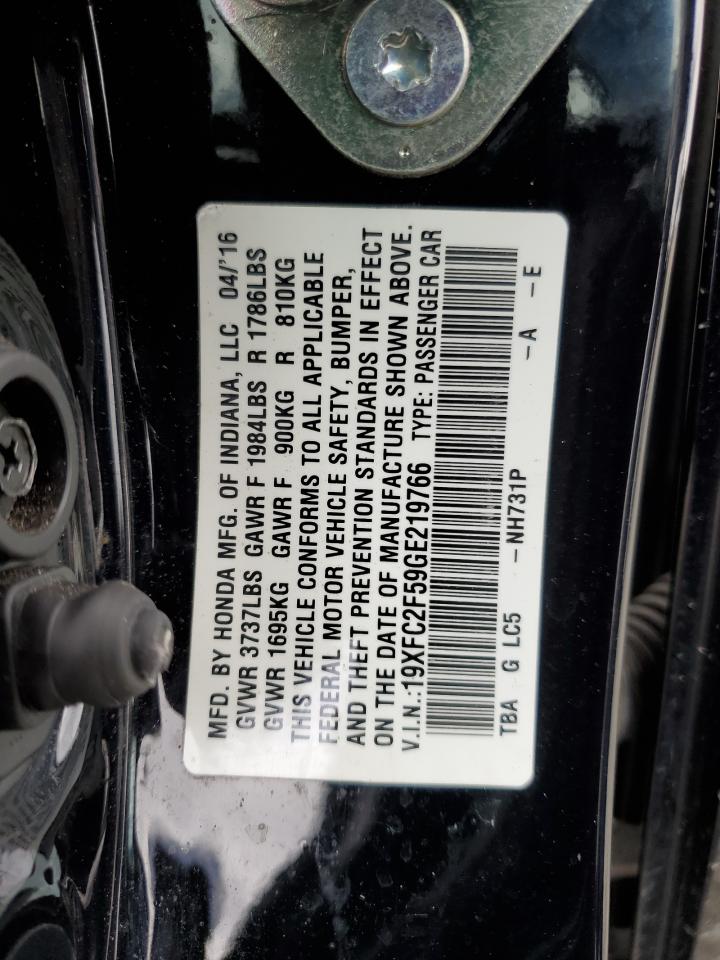 MFD. BY HONDA MFG. OF INDIANA, LLC 04/'16
GVWR 3737LBS GAWR F 1984LBS R 1786LBS
GVWR 1695KG GAWR F 900KG R 810KG
THIS VEHICLE CONFORMS TO ALL APPLICABLE
FEDERAL MOTOR VEHICLE SAFETY, BUMPER,
AND THEFT PREVENTION STANDARDS IN EFFECT
ON THE DATE OF MANUFACTURE SHOWN ABOVE.
V.I.N.:19XFC2F59GE219766 TYPE: PASSENGER CAR
TBA G LC5 -NH731P -A -E